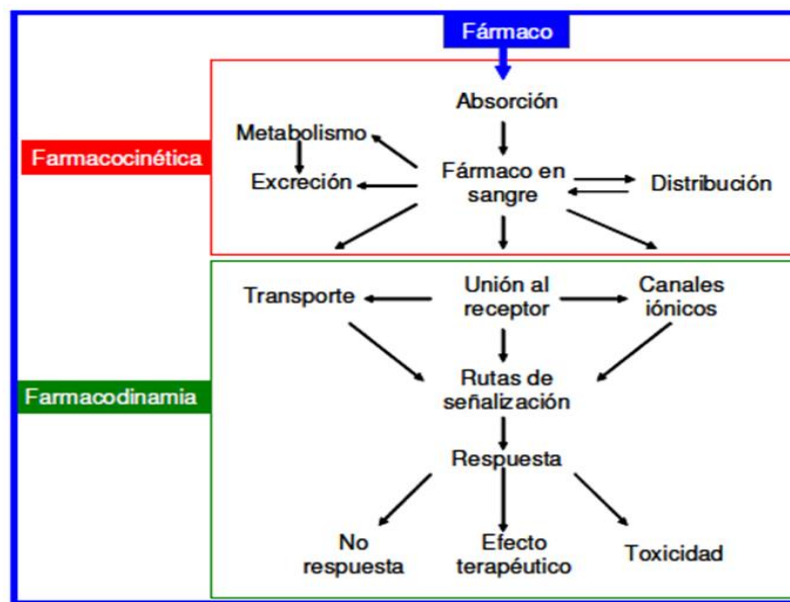 Fármaco
Absorción
Metabolismo
Farmacocinética
Excreción
Fármaco en
sangre
Distribución
Transporte
Unión al
receptor
Canales
iónicos
Farmacodinamia
Rutas de
señalización
Respuesta
No
respuesta
Efecto
terapéutico
Toxicidad